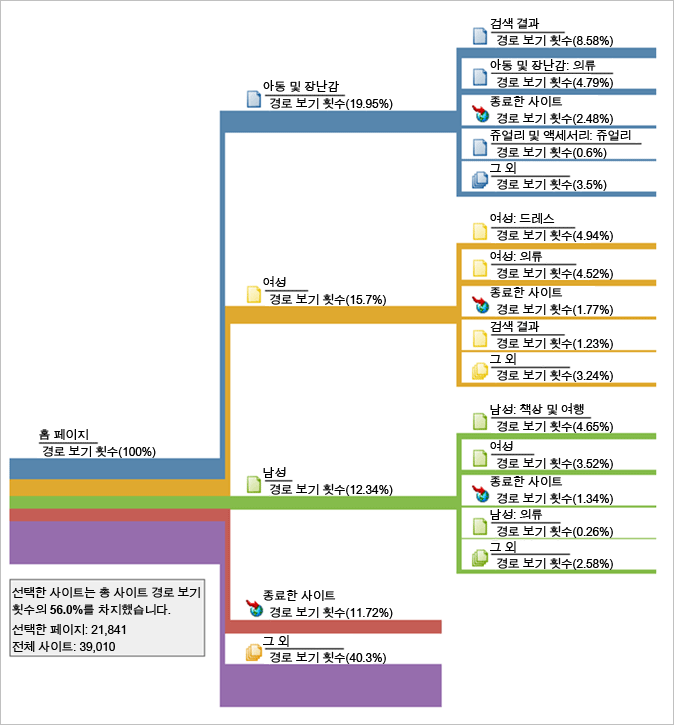 홈 페이지
경로 보기 횟수(100%)
아동 및 장난감
경로 보기 횟수(19.95%)
검색 결과
경로 보기 횟수(8.58%)
아동 및 장난감: 의류
경로 보기 횟수(4.79%)
종료한 사이트
경로 보기 횟수(2.48%)
쥬얼리 및 액세서리: 쥬얼리
경로 보기 횟수(0.6%)
그 외
경로 보기 횟수(3.5%)
여성
경로 보기 횟수(15.7%)
여성: 드레스
경로 보기 횟수(4.94%)
여성: 의류
경로 보기 횟수(4.52%)
종료한 사이트
경로 보기 횟수(1.77%)
검색 결과
경로 보기 횟수(1.23%)
그 외
경로 보기 횟수(3.24%)
남성
경로 보기 횟수(12.34%)
남성: 책상 및 여행
경로 보기 횟수(4.65%)
여성
경로 보기 횟수(3.52%)
종료한 사이트
경로 보기 횟수(1.34%)
남성: 의류
경로 보기 횟수(0.26%)
그 외
경로 보기 횟수(2.58%)
종료한 사이트
경로 보기 횟수(11.72%)
그 외
경로 보기 횟수(40.3%)
선택한 사이트는 총 사이트 경로 보기
횟수의 56.0%를 차지했습니다.
선택한 페이지: 21,841
전체 사이트: 39,010